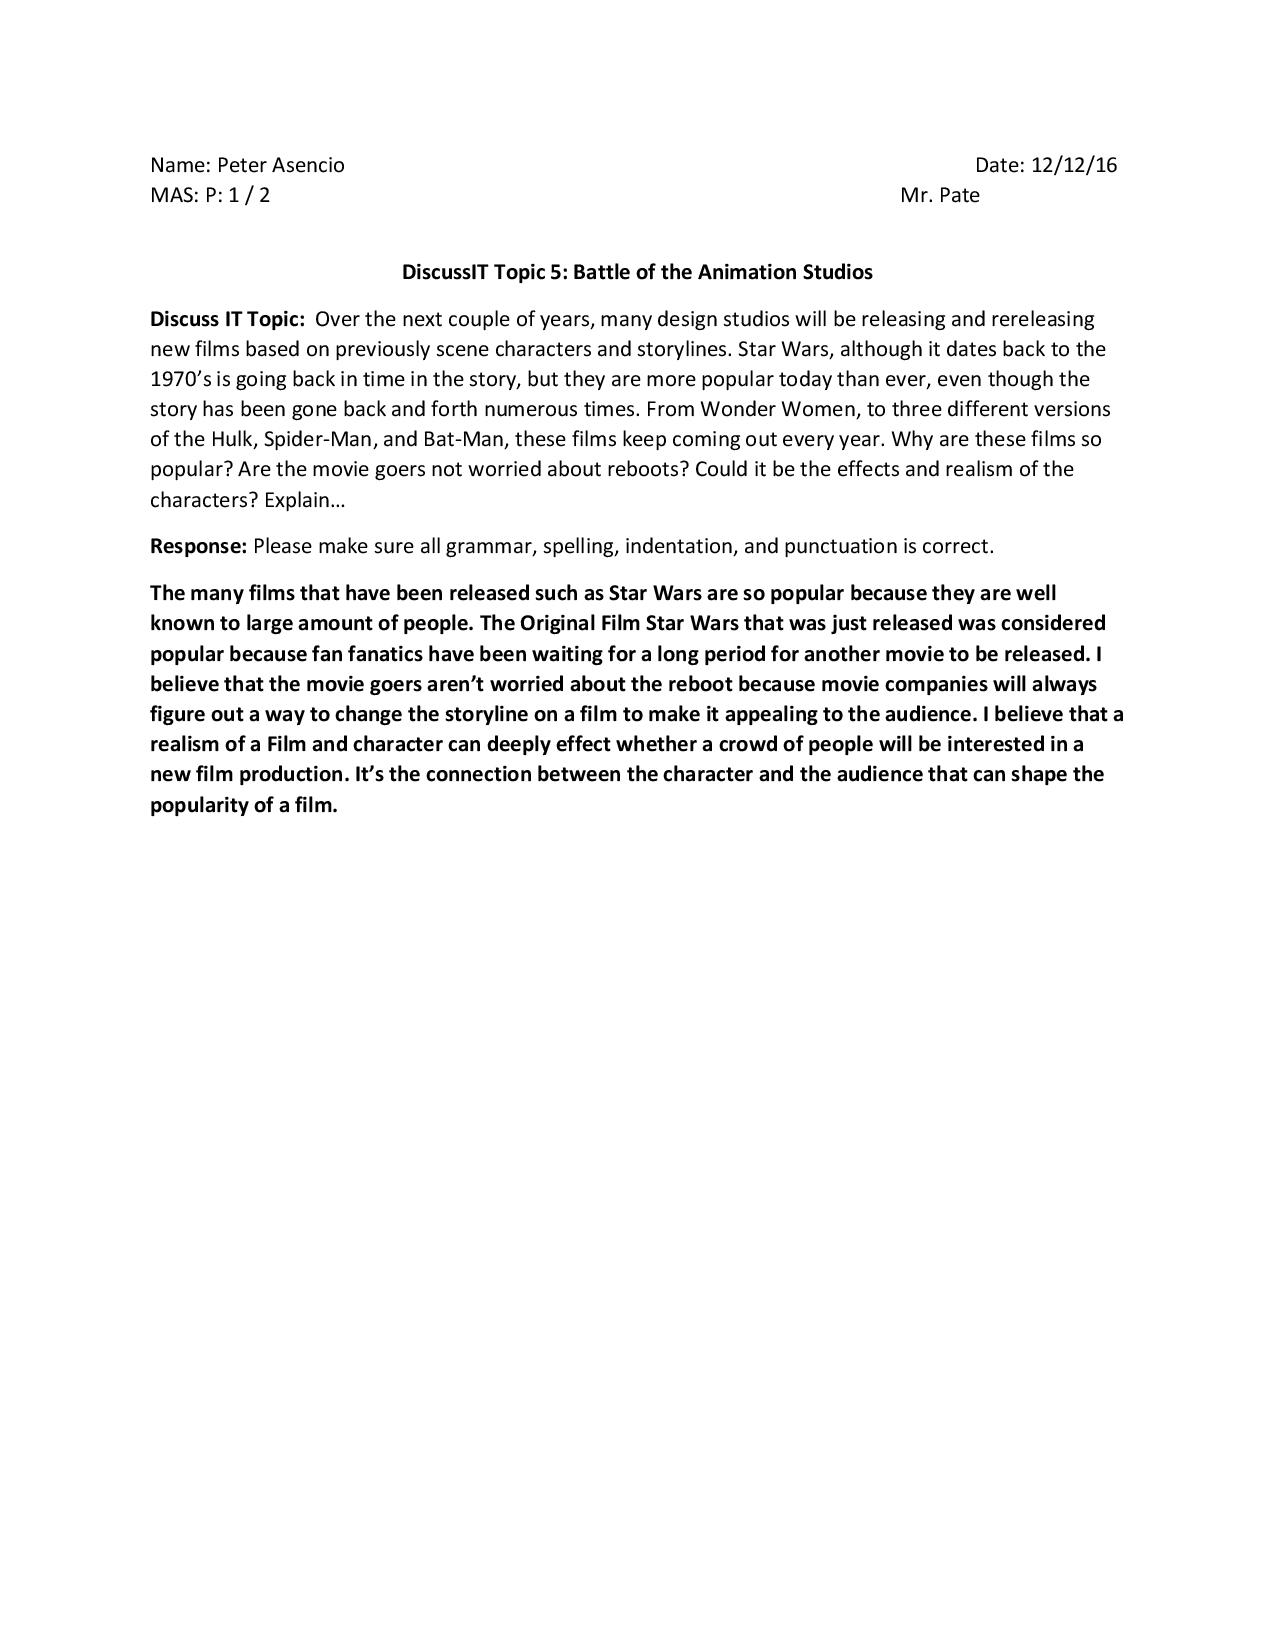 Name: Peter Asencio Date: 12/12/16
MAS: P: 1 / 2 Mr. Pate
DiscussIT Topic 5: Battle of the Animation Studios
Discuss IT Topic:  Over the next couple of years, many design studios will be releasing and rereleasing
new films based on previously scene characters and storylines. Star Wars, although it dates back to the
1970’s is going back in time in the story, but they are more popular today than ever, even though the
story has been gone back and forth numerous times. From Wonder Women, to three different versions
of the Hulk, Spider-Man, and Bat-Man, these films keep coming out every year. Why are these films so
popular? Are the movie goers not worried about reboots? Could it be the effects and realism of the
characters? Explain…
Response: Please make sure all grammar, spelling, indentation, and punctuation is correct.
The many films that have been released such as Star Wars are so popular because they are well
known to large amount of people. The Original Film Star Wars that was just released was considered
popular because fan fanatics have been waiting for a long period for another movie to be released. I
believe that the movie goers aren’t worried about the reboot because movie companies will always
figure out a way to change the storyline on a film to make it appealing to the audience. I believe that a
realism of a Film and character can deeply effect whether a crowd of people will be interested in a
new film production. It’s the connection between the character and the audience that can shape the
popularity of a film.